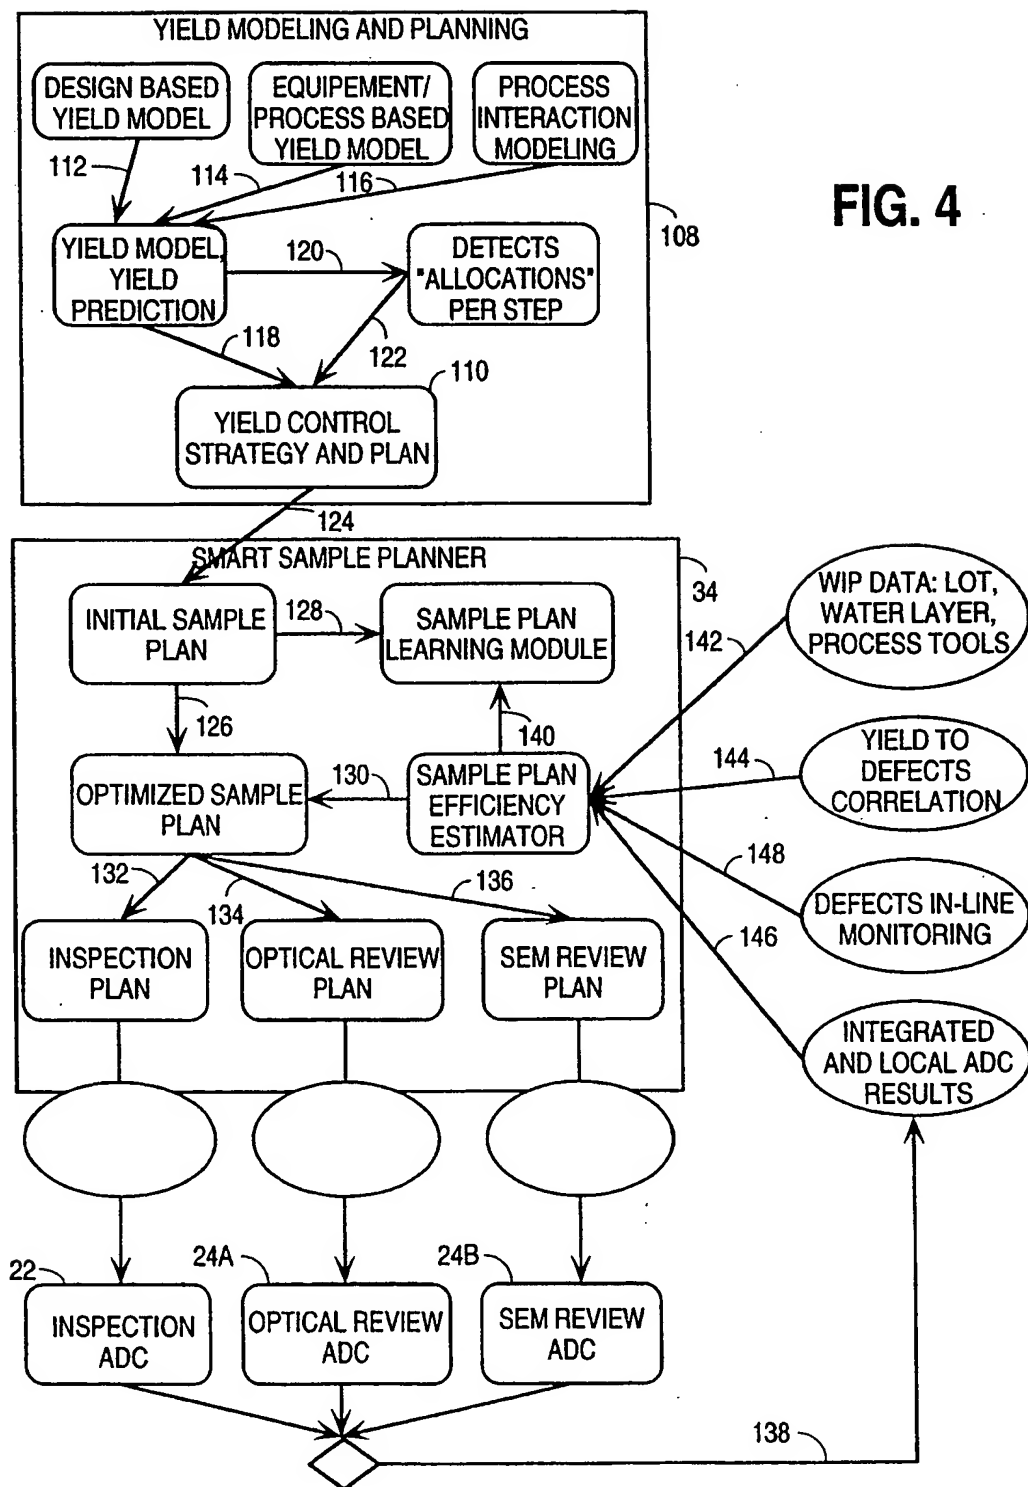 YIELD MODELING AND PLANNING
DESIGN BASED
YIELD MODEL
EQUIPEMENT/
PROCESS BASED
YIELD MODEL
PROCESS
INTERACTION
MODELING
112
114
116
FIG. 4
108
YIELD MODEL,
YIELD
PREDICTION
120
DETECTS
"ALLOCATIONS"
PER STEP
118
122
110
YIELD CONTROL
STRATEGY AND PLAN
124
SMART SAMPLE PLANNER
34
INITIAL SAMPLE
PLAN
128
SAMPLE PLAN
LEARNING MODULE
WIP DATA: LOT,
WATER LAYER,
PROCESS TOOLS
142
126
140
OPTIMIZED SAMPLE
PLAN
130
SAMPLE PLAN
EFFICIENCY
ESTIMATOR
144
YIELD TO
DEFECTS
CORRELATION
132
134
136
148
DEFECTS IN-LINE
MONITORING
INSPECTION
PLAN
OPTICAL REVIEW
PLAN
SEM REVIEW
PLAN
146
INTEGRATED
AND LOCAL ADC
RESULTS
22
24A
24B
INSPECTION
ADC
OPTICAL REVIEW
ADC
SEM REVIEW
ADC
138